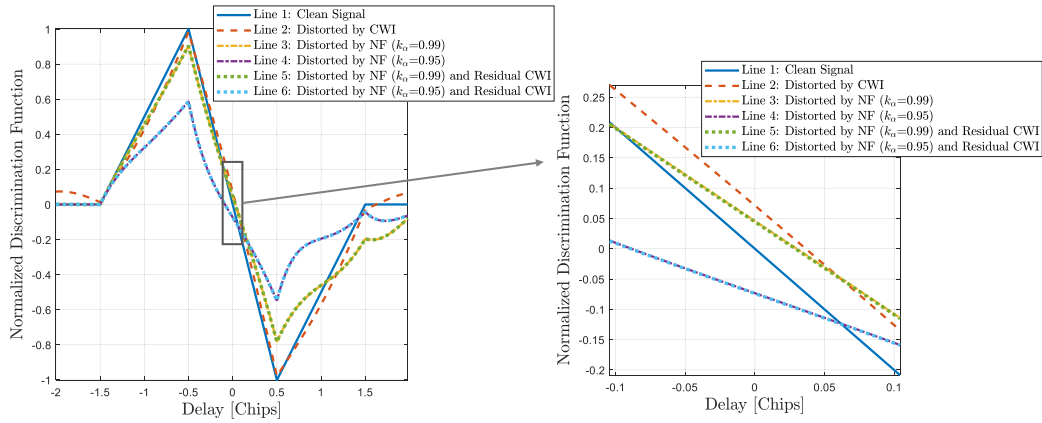 Line 1: Clean Signal
Line 2: Distorted by CWI
Line 3: Distorted by NF (kα=0.99)
Line 4: Distorted by NF (kα=0.95)
Line 5: Distorted by NF (kα=0.99) and Residual CWI
Line 6: Distorted by NF (kα=0.95) and Residual CWI
Normalized Discrimination Function
1
0.8
0.6
0.4
0.2
0
-0.2
-0.4
-0.6
-0.8
-1
-2
-1.5
-1
-0.5
0
0.5
1
1.5
Delay [Chips]
Line 1: Clean Signal
Line 2: Distorted by CWI
Line 3: Distorted by NF (kα=0.99)
Line 4: Distorted by NF (kα=0.95)
Line 5: Distorted by NF (kα=0.99) and Residual CWI
Line 6: Distorted by NF (kα=0.95) and Residual CWI
Normalized Discrimination Function
0.25
0.2
0.15
0.1
0.05
0
-0.05
-0.1
-0.15
-0.2
-0.1
-0.05
0
0.05
0.1
Delay [Chips]